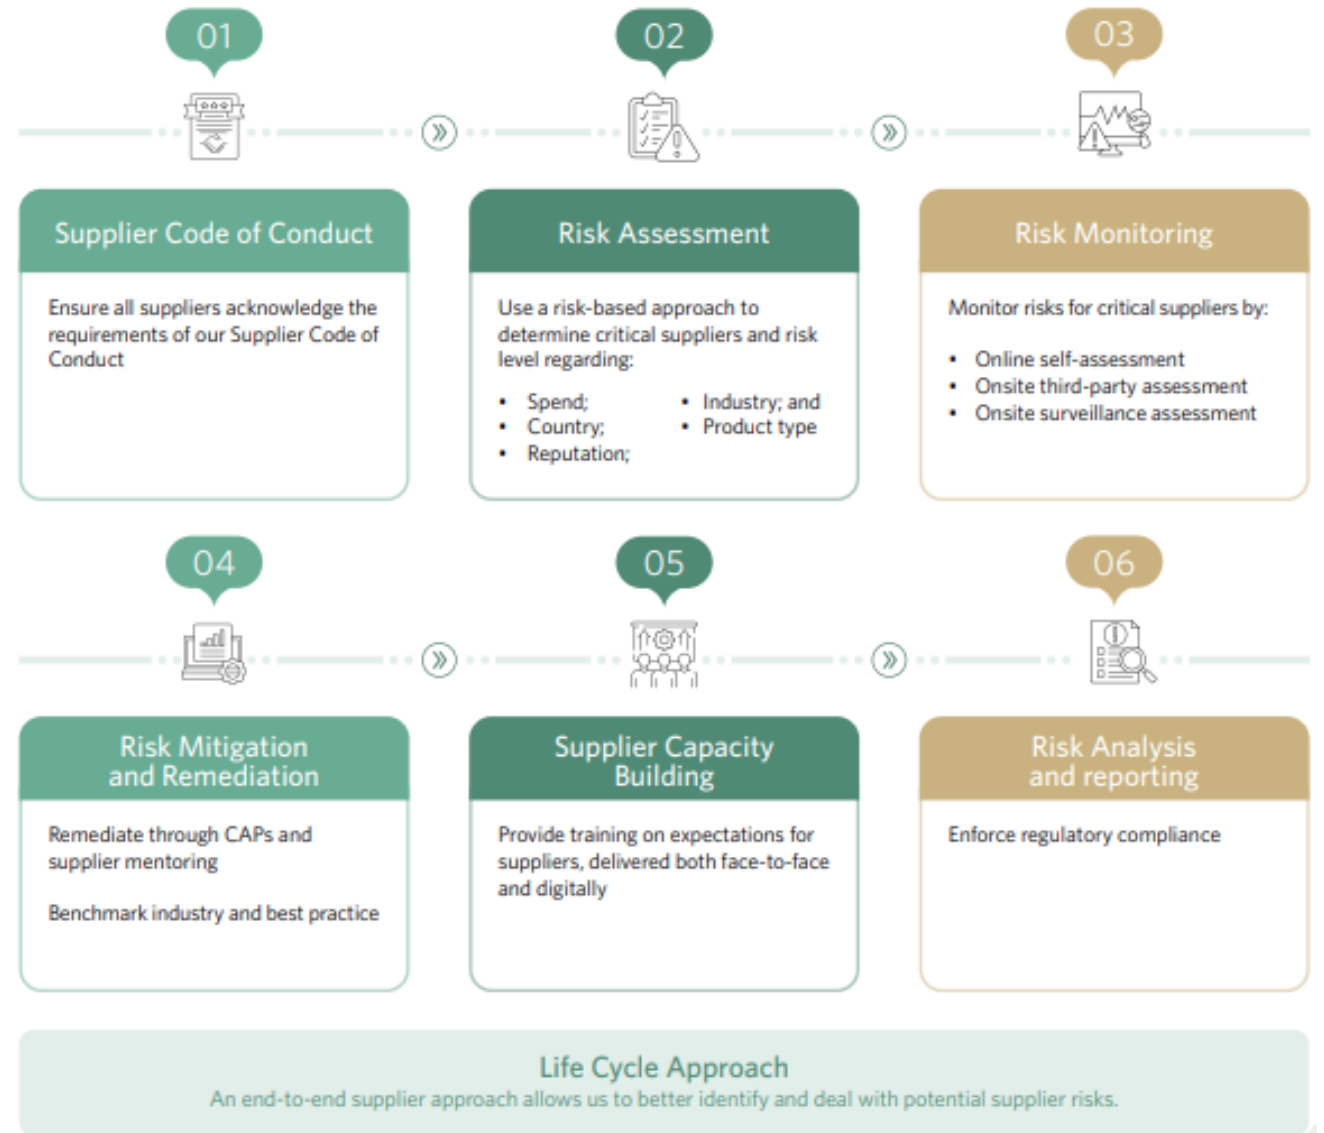 01
02
03
Supplier Code of Conduct
Ensure all suppliers acknowledge the
requirements of our Supplier Code of
Conduct
Risk Assessment
Use a risk-based approach to
determine critical suppliers and risk
level regarding:
• Spend;
• Country;
• Reputation;
• Industry; and
• Product type
Risk Monitoring
Monitor risks for critical suppliers by:
• Online self-assessment
• Onsite third-party assessment
• Onsite surveillance assessment
04
05
06
Risk Mitigation
and Remediation
Remediate through CAPs and
supplier mentoring
Benchmark industry and best practice
Supplier Capacity
Building
Provide training on expectations for
suppliers, delivered both face-to-face
and digitally
Risk Analysis
and reporting
Enforce regulatory compliance
Life Cycle Approach
An end-to-end supplier approach allows us to better identify and deal with potential supplier risks.